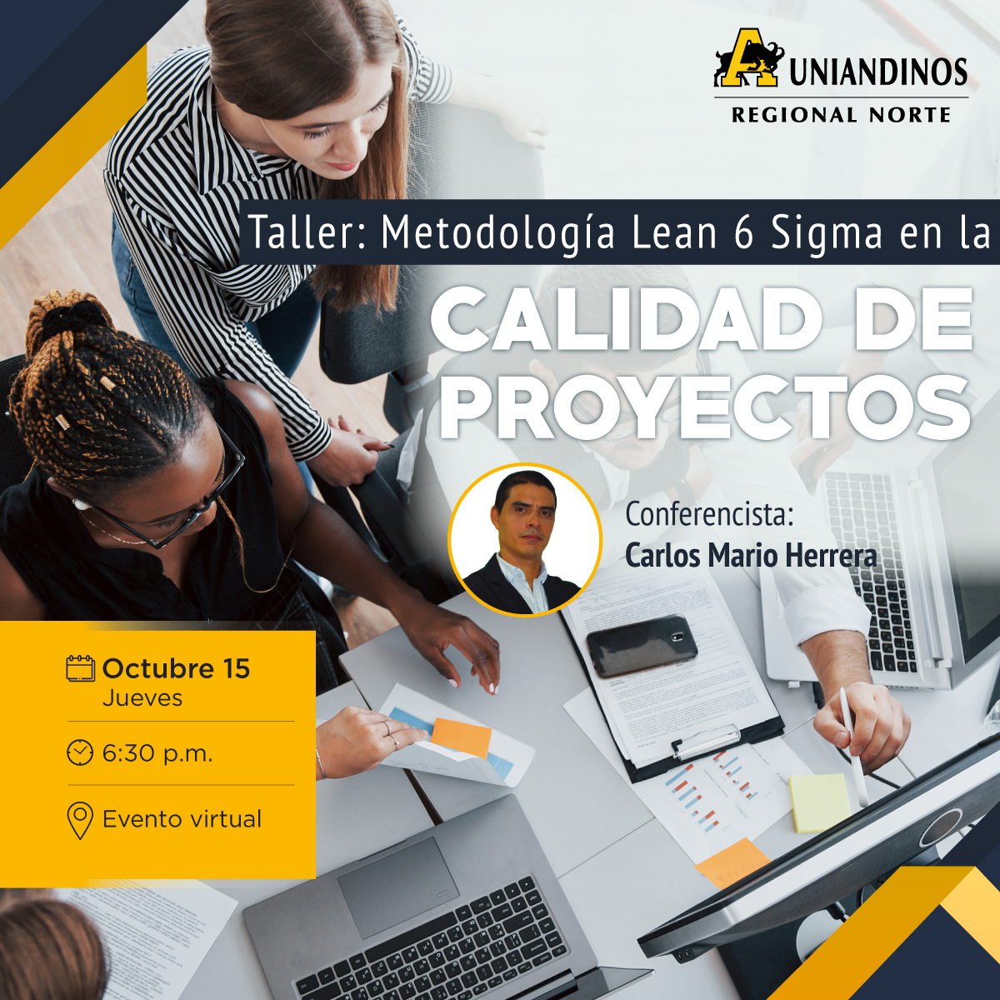 A UNIANDINOS
REGIONAL NORTE
Taller: Metodología Lean 6 Sigma en la
CALIDAD DE
PROYECTOS
Conferencista:
Carlos Mario Herrera
Octubre 15
Jueves
6:30 p.m.
Evento virtual